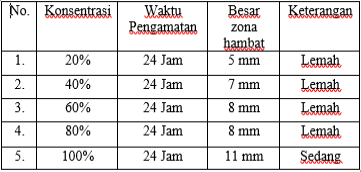 No. Konsentrasi Waktu Pengamatan Besar zona hambat Keterangan
1. 20% 24 Jam 5 mm Lemah
2. 40% 24 Jam 7 mm Lemah
3. 60% 24 Jam 8 mm Lemah
4. 80% 24 Jam 8 mm Lemah
5. 100% 24 Jam 11 mm Sedang